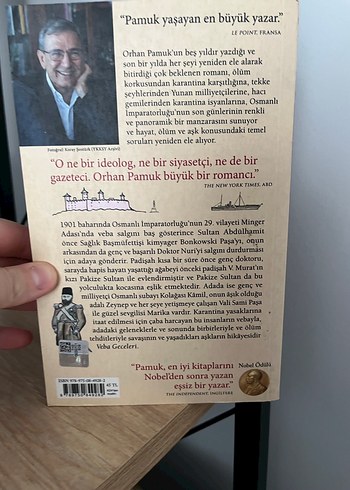 “Pamuk yaşayan en büyük yazar.”
LE POINT, FRANSA
Orhan Pamuk'un beş yıldır yazdığı ve
son bir yılda her şeyi yeniden ele alarak
bitirdiği çok beklenen romanı, ölüm
korkusundan karantina karşıtlığına, tekke
şeyhlerinden Yunan milliyetçilerine, hacı
gemilerinden karantina isyanlarına, Osmanlı
İmparatorluğu'nun son günlerinin renkli
ve panoramik bir manzarasını sunuyor
ve hayat, ölüm ve aşk konusundaki temel
soruları yeniden ele alıyor.
Fotoğraf:
“O ne bir ideolog, ne bir siyasetçi, ne de bir
gazeteci. Orhan Pamuk büyük bir romancı.”
THE NEW YORK TIMES, ABD
1901 baharında Osmanlı İmparatorluğu'nun 29. vilayeti Minger
Adası'nda veba salgını baş gösterince Sultan Abdülhamit
önce Sağlık Başmüfettişi kimyager Bonkowski Paşa'yı, onun
arkasından da genç ve başarılı Doktor Nuri'yi salgını durdurması
için adaya gönderir. Padişah kısa bir süre önce genç doktoru,
sarayda hapis hayatı yaşattığı ağabeyi önceki padişah V. Murat'ın
kızı Pakize Sultan ile evlendirmiştir ve Pakize Sultan da bu
yolculukta kocasına eşlik etmektedir. Adada ise genç ve
milliyetçi Osmanlı subayı Kolağası Kâmil, onun âşık olduğu
adalı Zeynep ve her şeye yetişmeye çalışan Vali Sami Paşa
ile güzel sevgilisi Marika vardır. Karantina yasaklarına
itaat edilmesi için çaba harcayan bu insanların vebayla,
adadaki geleneklerle ve sonunda birbirleriyle ve ölüm
tehditleriyle savaşının ve yaşadıkları aşkların hikâyesidir
Veba Geceleri.
“Pamuk, en iyi kitaplarını
Nobel'den sonra yazan
eşsiz bir yazar.”
THE INDEPENDENT, İNGİLTERE
Nobel Ödülü